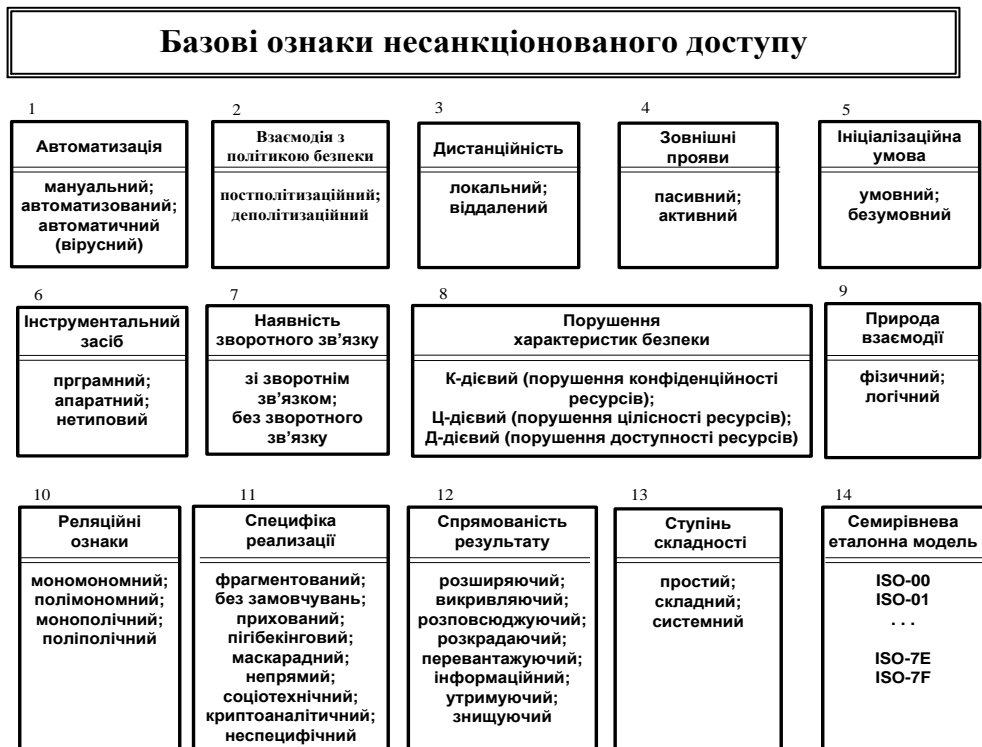 Базові ознаки несанкціонованого доступу
1
Автоматизація
мануальний;
автоматизований;
автоматичний
(вірусний)
2
Взаємодія з
політикою безпеки
постполітизаційний;
деполітизаційний
3
Дистанційність
локальний;
віддалений
4
Зовнішні
прояви
пасивний;
активний
5
Ініціалізаційна
умова
умовний;
безумовний
6
Інструментальний
засіб
прграмний;
апаратний;
нетиповий
7
Наявність
зворотного зв’язку
зі зворотнім
зв’язком;
без зворотного
зв’язку
8
Порушення
характеристик безпеки
К-дієвий (порушення конфіденційності
ресурсів);
Ц-дієвий (порушення цілісності ресурсів);
Д-дієвий (порушення доступності ресурсів)
9
Природа
взаємодії
фізичний;
логічний
10
Реляційні
ознаки
мономономний;
полімономний;
монополічний;
поліполічний
11
Специфіка
реализації
фрагментований;
без замовчувань;
прихований;
пігібекінговий;
маскарадний;
непрямий;
соціотехнічний;
криптоаналітичний;
неспецифічний
12
Спрямованість
результату
розширяючий;
викривляючий;
розповсюджуючий;
розкрадаючий;
перевантажуючий;
інформаційний;
утримуючий;
знищуючий
13
Ступінь
складності
простий;
складний;
системний
14
Семирівнева
еталонна модель
ISO-00
ISO-01
. . .
ISO-7E
ISO-7F